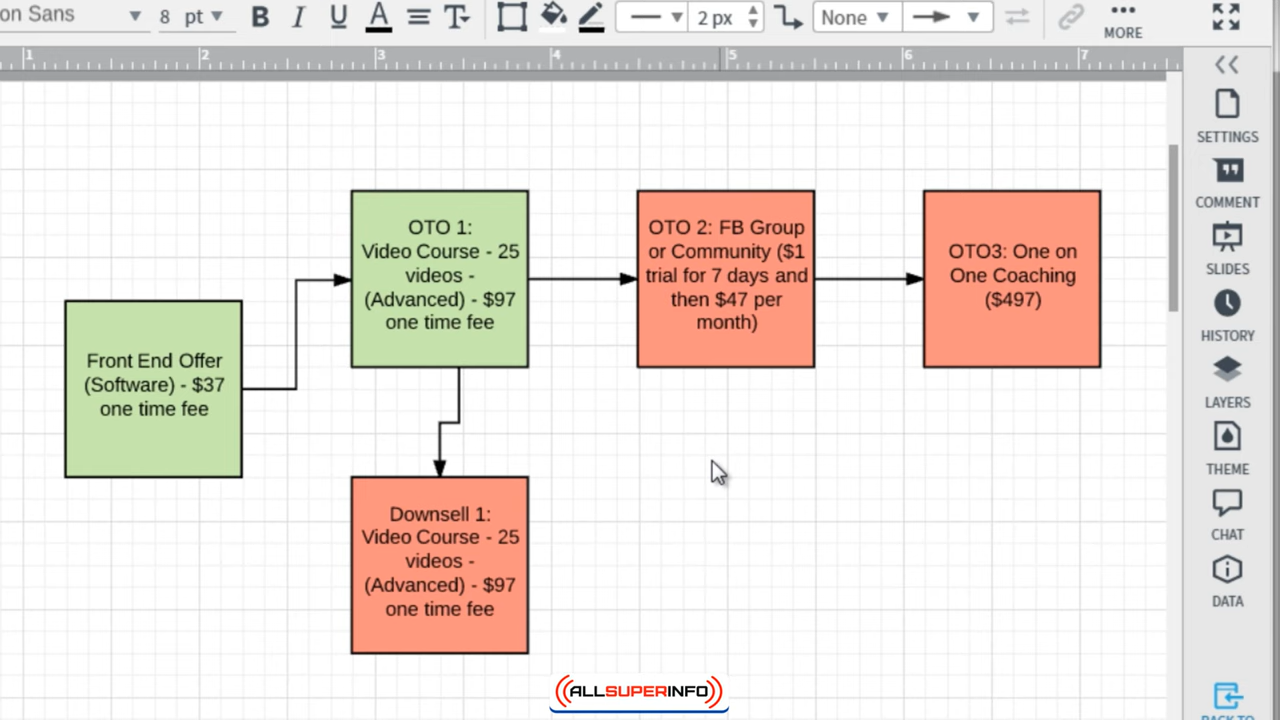 on Sans
8 pt
B I U A T
2 px
None
MORE
1 2 3 4 5 6 7
SETTINGS
COMMENT
SLIDES
HISTORY
LAYERS
THEME
CHAT
DATA
Front End Offer
(Software) - $37
one time fee
OTO 1:
Video Course - 25
videos -
(Advanced) - $97
one time fee
OTO 2: FB Group
or Community ($1
trial for 7 days and
then $47 per
month)
OTO3: One on
One Coaching
($497)
Downsell 1:
Video Course - 25
videos -
(Advanced) - $97
one time fee
ALLSUPERINFO
BACK TO